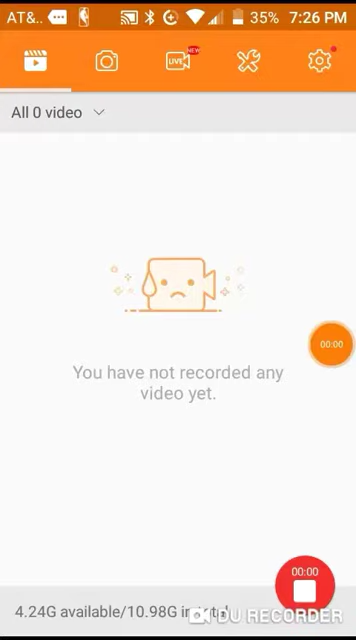 AT&.. 35% 7:26 PM
LIVE NEW
All 0 video
00:00
You have not recorded any
video yet.
00:00
4.24G available/10.98G in total
DU RECORDER